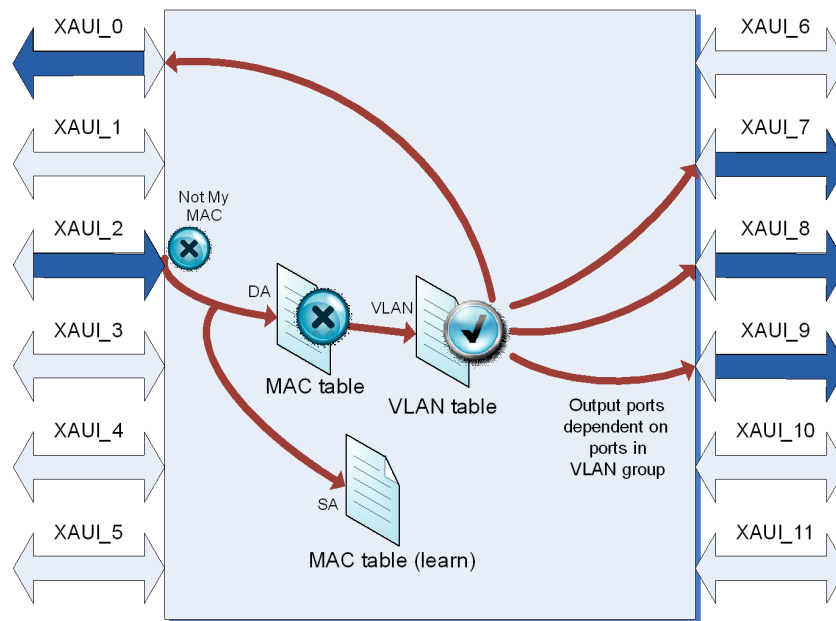 XAUI_0
XAUI_1
XAUI_2
XAUI_3
XAUI_4
XAUI_5
Not My
MAC
DA
MAC table
VLAN
VLAN table
SA
MAC table (learn)
Output ports
dependent on
ports in
VLAN group
XAUI_6
XAUI_7
XAUI_8
XAUI_9
XAUI_10
XAUI_11